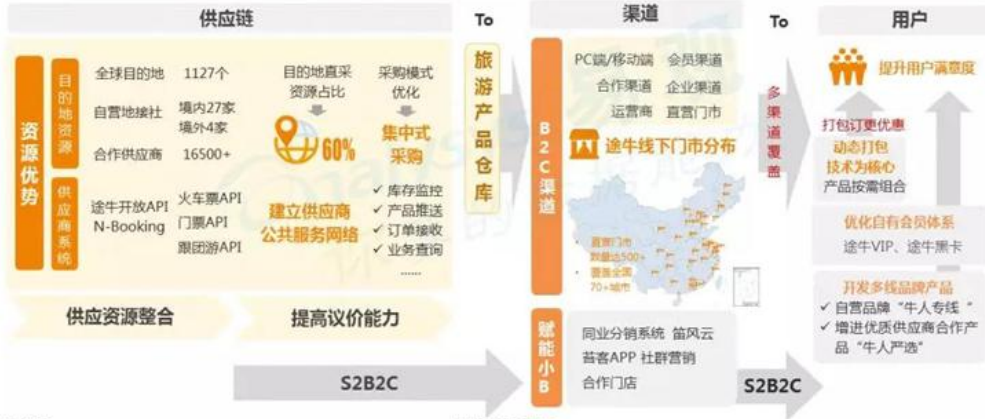 供应链
To
渠道
To
用户
资源优势
目的地资源
全球目的地 1127个
自营地接社 境内27家
境外4家
合作供应商 16500+
目的地直采
资源占比
60%
采购模式
优化
集中式
采购
供应商系统
途牛开放API
N-Booking
火车票API
门票API
跟团游API
建立供应商
公共服务网络
✓ 库存监控
✓ 产品推送
✓ 订单接收
✓ 业务查询
......
供应资源整合
提高议价能力
旅游产品仓库
B2C渠道
PC端/移动端 会员渠道
合作渠道 企业渠道
运营商 直营门市
途牛线下门市分布
直营门市
数量达500+
覆盖全国
70+城市
赋能小B
同业分销系统 笛风云
苔客APP 社群营销
合作门店
多渠道覆盖
提升用户满意度
打包订更优惠
动态打包
技术为核心
产品按需组合
优化自有会员体系
途牛VIP、途牛黑卡
开发多线品牌产品
✓ 自营品牌“牛人专线 “
✓ 增进优质供应商合作产
品“牛人严选”
S2B2C
S2B2C